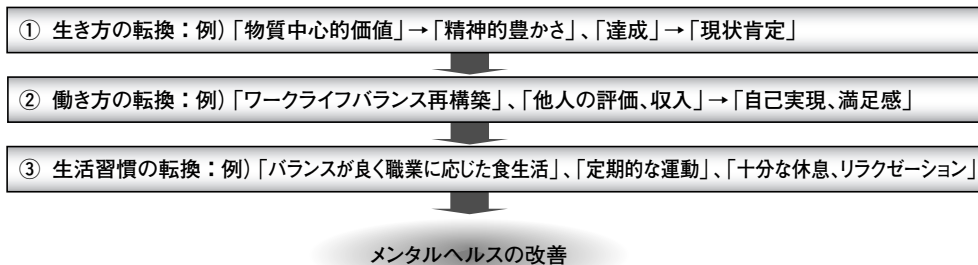 ① 生き方の転換：例）「物質中心的価値」→「精神的豊かさ」、「達成」→「現状肯定」
② 働き方の転換：例）「ワークライフバランス再構築」、「他人の評価、収入」→「自己実現、満足感」
③ 生活習慣の転換：例）「バランスが良く職業に応じた食生活」、「定期的な運動」、「十分な休息、リラクゼーション」
メンタルヘルスの改善